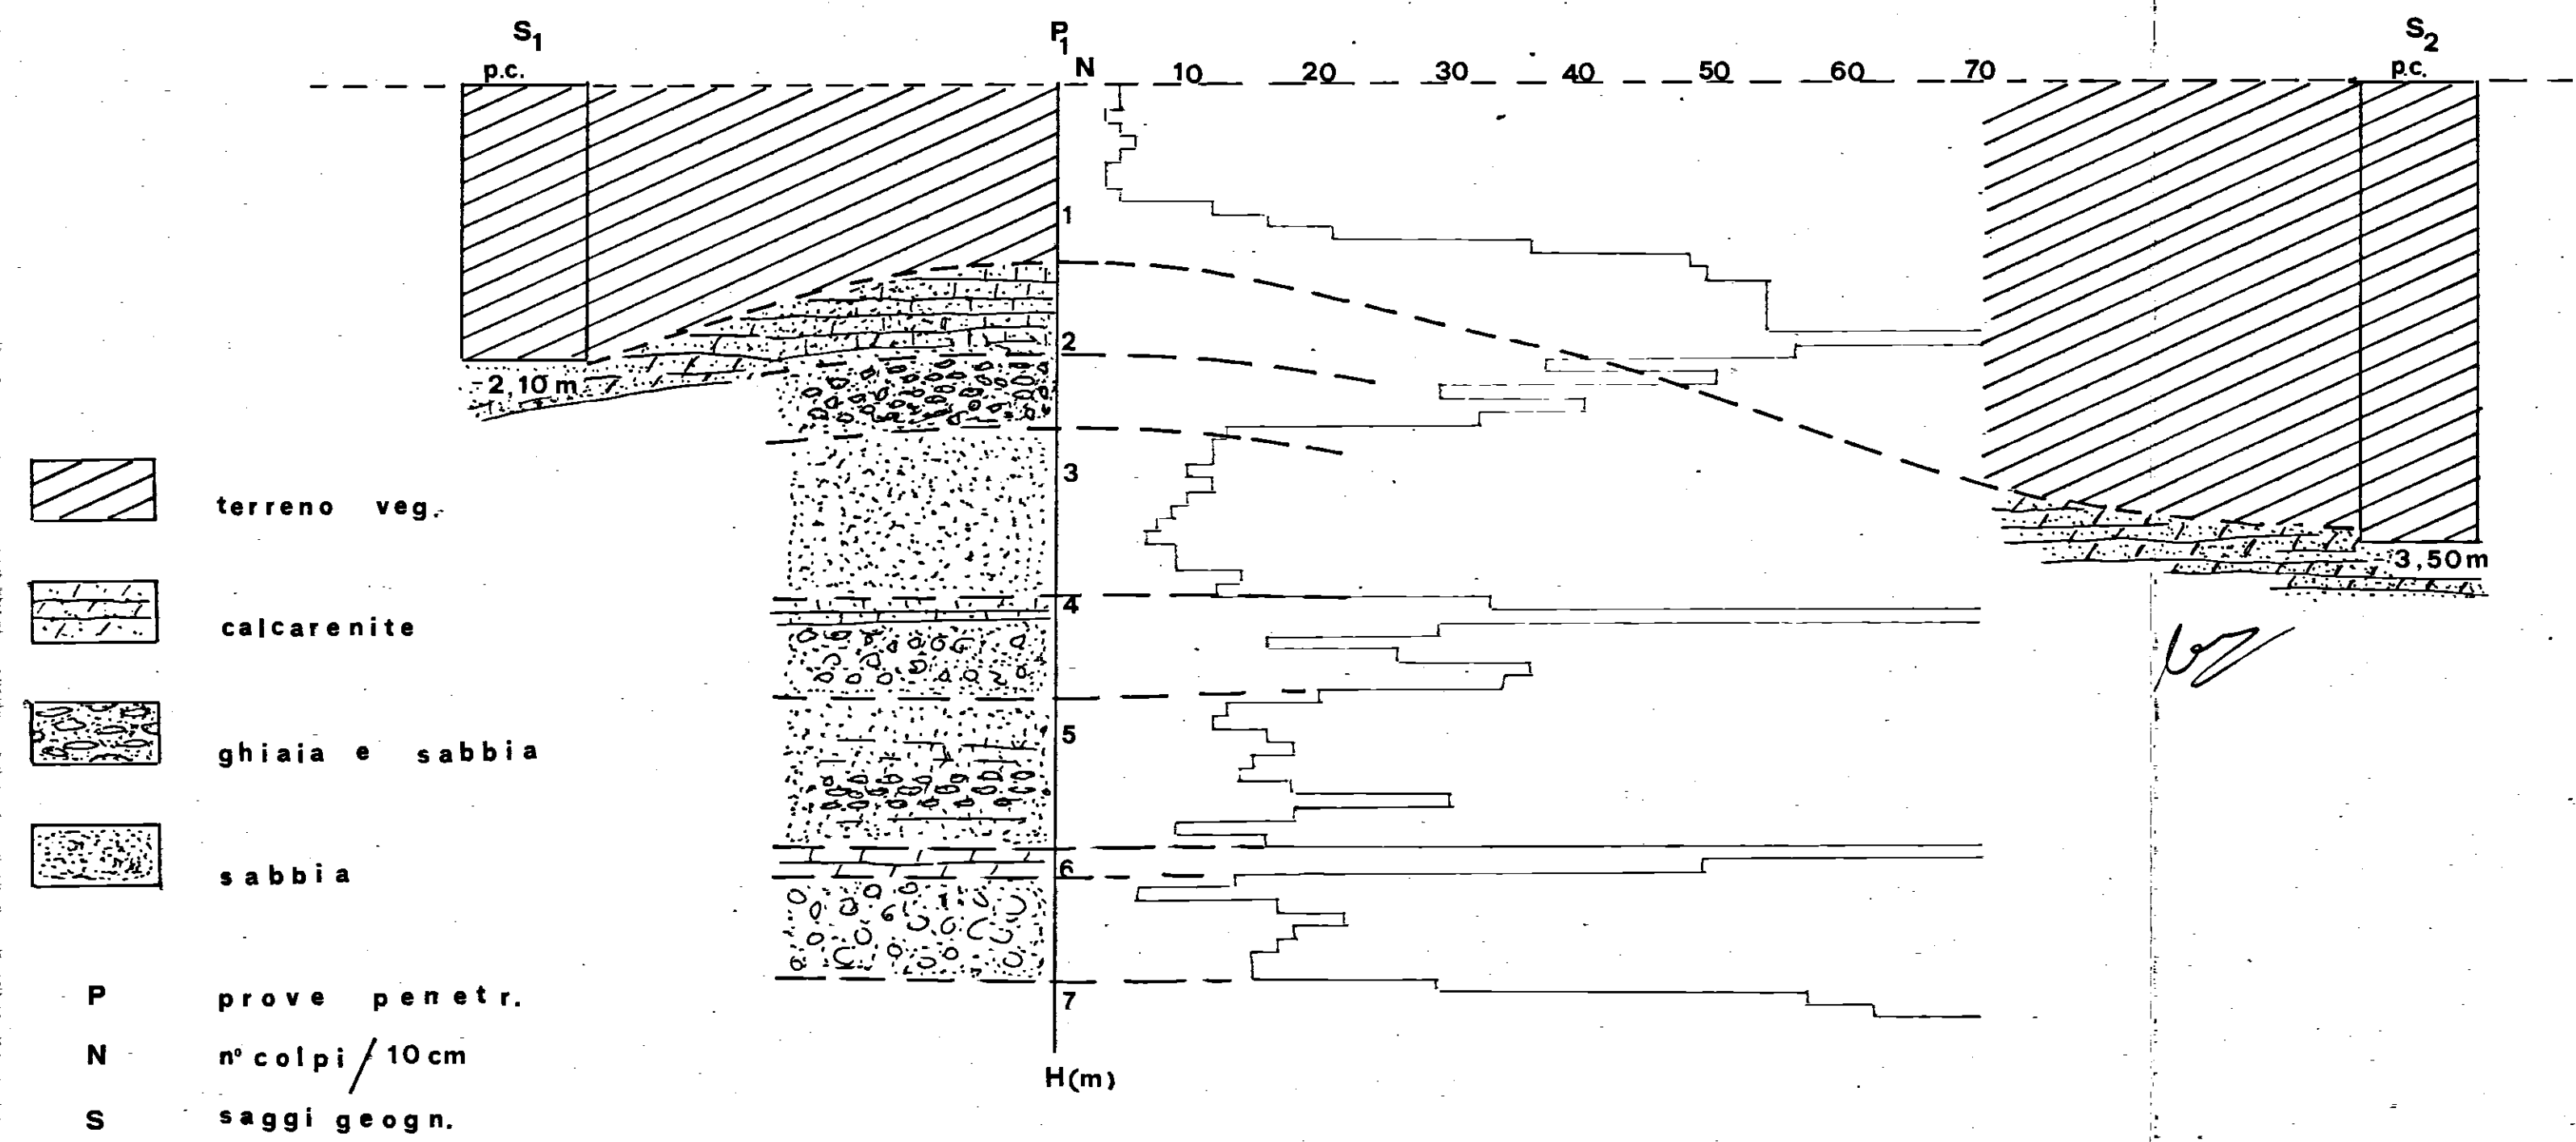 S1 P1 S2
p.c. N 10 20 30 40 50 60 70 p.c.
1
2
-2,10 m
3
terreno veg.
-3,50 m
4
calcarenite
5
ghiaia e sabbia
6
sabbia
7
P prove penetr.
N n° colpi / 10 cm
H(m)
S saggi geogn.